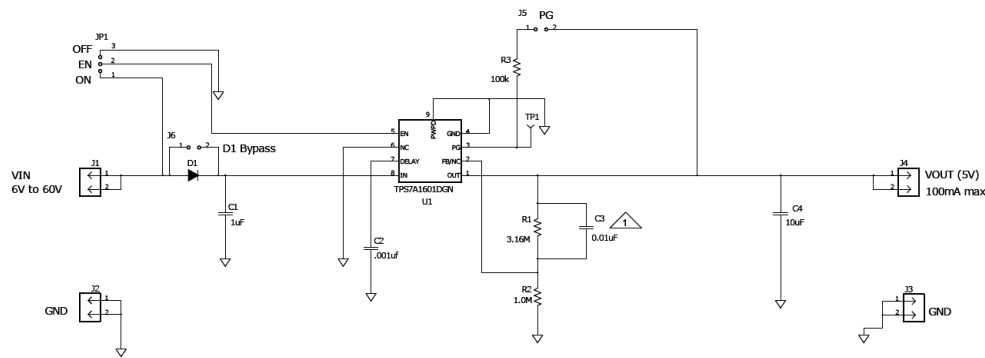 J5 PG
1 2
JP1
OFF 3
EN 2
ON 1
R3
100k
TP1
9
PWPD
5 EN GND 4
6 NC PG 3
7 DELAY FB/NC 2
8 IN OUT 1
TPS7A1601DGN
U1
J6
1 2 D1 Bypass
D1
J1
VIN 1
6V to 60V 2
J4
1 VOUT (5V)
2 100mA max
C1
1uF
C2
.001uf
R1
3.16M
C3
0.01uF
1
C4
10uF
R2
1.0M
J2
1
GND 2
J3
1
2 GND